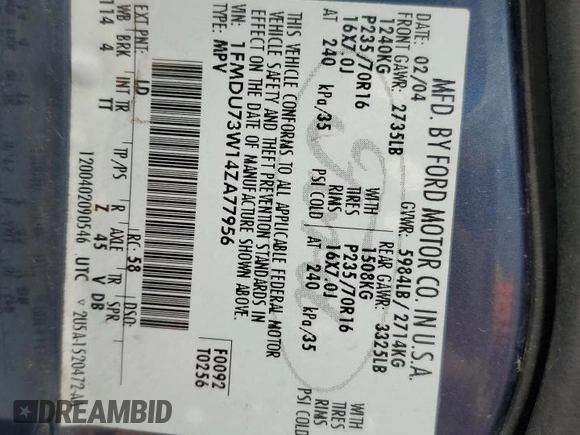 MFD. BY FORD MOTOR CO. IN U.S.A.
DATE: 02/04 GVWR: 5984LB/2714KG
FRONT GAWR: 2735LB REAR GAWR: 3325LB
1240KG WITH 1508KG WITH
P235/70R16 TIRES P235/70R16 TIRES
16X7.0J RIMS 16X7.0J RIMS
AT 240 kPa/35 PSI COLD AT 240 kPa/35 PSI COLD
THIS VEHICLE CONFORMS TO ALL APPLICABLE FEDERAL MOTOR
VEHICLE SAFETY AND THEFT PREVENTION STANDARDS IN
EFFECT ON THE DATE OF MANUFACTURE SHOWN ABOVE.
VIN: 1FMDU73W14ZA77956 F0092
TYPE: MPV T0256
EXT PNT: LD RC: 58 DSO:
WB BRK INT TR TP/PS R AXLE TR SPR
114 4 TT Z 45 V DB
12004020905​46 UTC
DREAMBID
dreambid.com